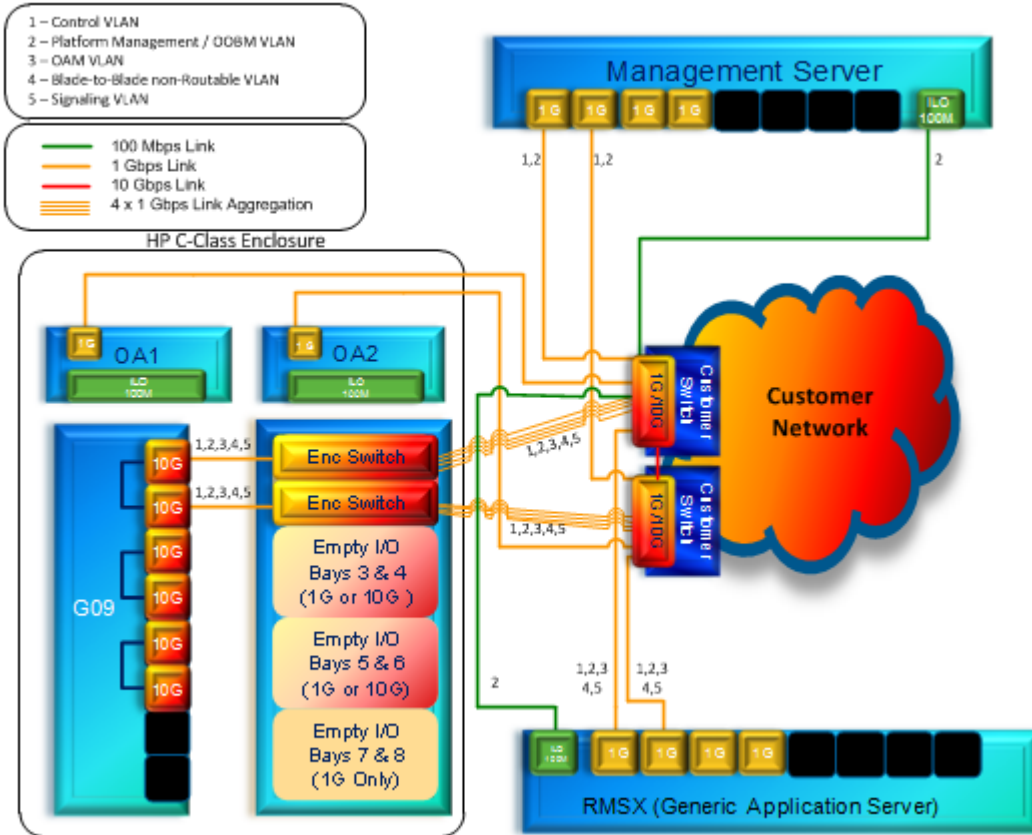 1 – Control VLAN
2 – Platform Management / OOBM VLAN
3 – OAM VLAN
4 – Blade-to-Blade non-Routable VLAN
5 – Signaling VLAN
100 Mbps Link
1 Gbps Link
10 Gbps Link
4 x 1 Gbps Link Aggregation
Management Server
1G
1G
1G
1G
ILO
100M
1,2
1,2
2
HP C-Class Enclosure
1G
OA1
ILO
100M
1G
OA2
ILO
100M
G09
10G
10G
10G
10G
10G
10G
1,2,3,4,5
1,2,3,4,5
Enc Switch
Enc Switch
Empty I/O
Bays 3 & 4
(1G or 10G )
Empty I/O
Bays 5 & 6
(1G or 10G)
Empty I/O
Bays 7 & 8
(1G Only)
1,2,3,4,5
1,2,3,4,5
1G/10G
Customer
Switch
1G/10G
Customer
Switch
Customer
Network
2
1,2,3
4,5
1,2,3
4,5
ILO
100M
1G
1G
1G
1G
RMSX (Generic Application Server)